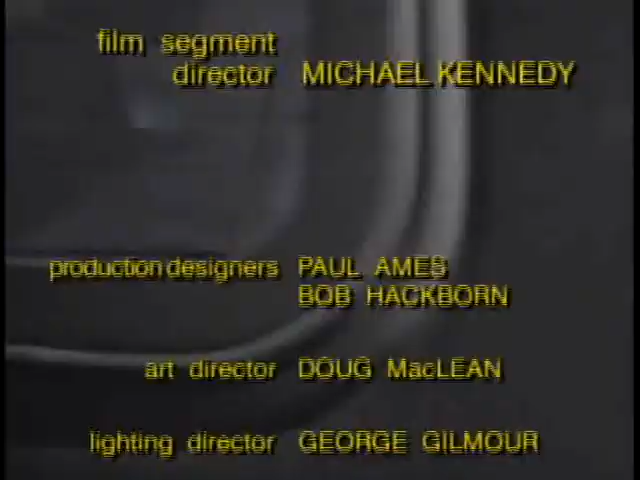 film segment
director MICHAEL KENNEDY
production designers PAUL AMES
BOB HACKBORN
art director DOUG MacLEAN
lighting director GEORGE GILMOUR